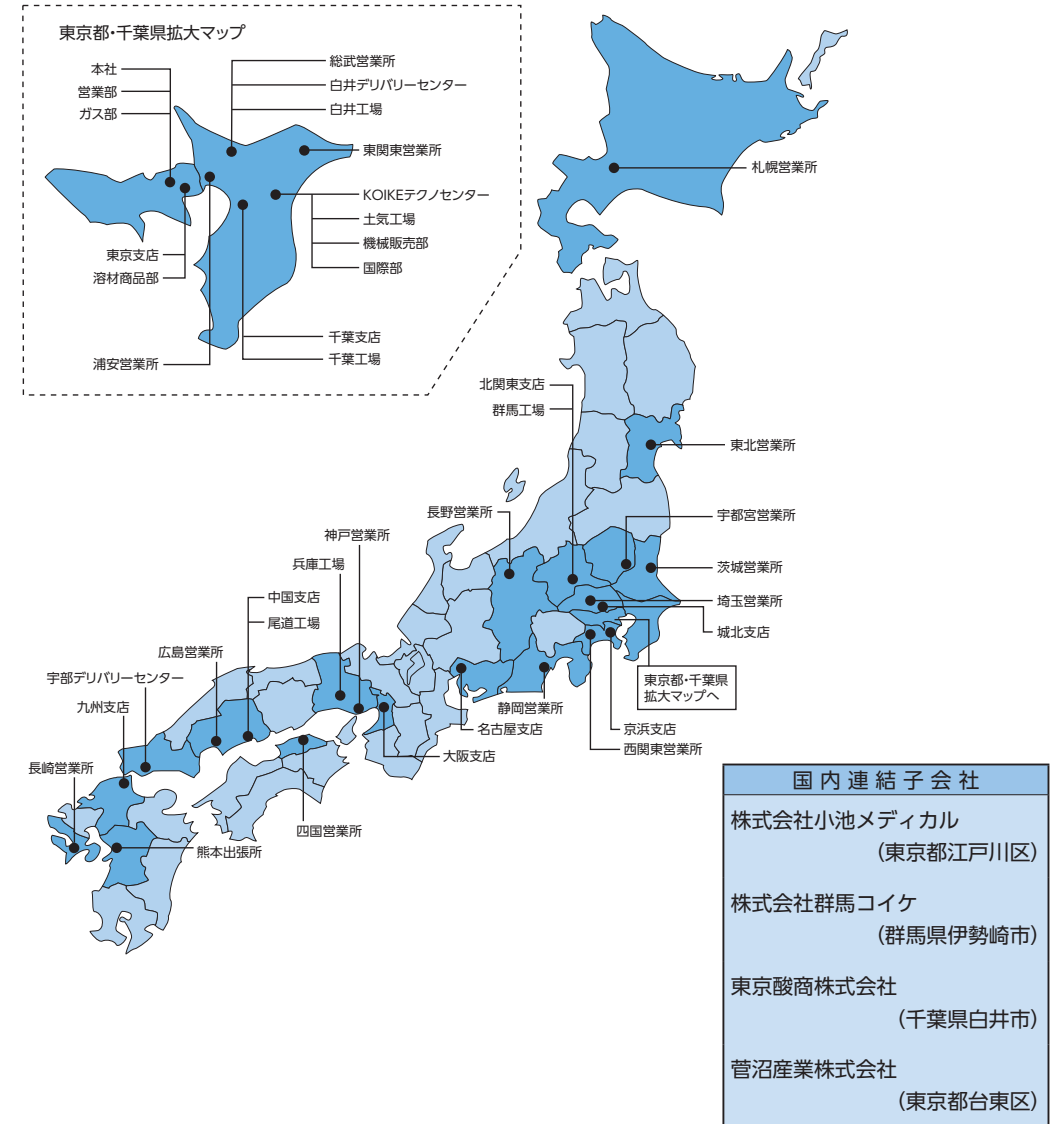 東京都・千葉県拡大マップ
本社
営業部
ガス部
総武営業所
白井デリバリーセンター
白井工場
東関東営業所
KOIKEテクノセンター
土気工場
機械販売部
国際部
東京支店
溶材商品部
千葉支店
千葉工場
浦安営業所
札幌営業所
北関東支店
群馬工場
東北営業所
長野営業所
宇都宮営業所
神戸営業所
兵庫工場
茨城営業所
中国支店
尾道工場
埼玉営業所
城北支店
広島営業所
宇部デリバリーセンター
九州支店
東京都・千葉県
拡大マップへ
静岡営業所
名古屋支店
京浜支店
西関東営業所
大阪支店
長崎営業所
四国営業所
熊本出張所
国内連結子会社
株式会社小池メディカル
(東京都江戸川区)
株式会社群馬コイケ
(群馬県伊勢崎市)
東京酸商株式会社
(千葉県白井市)
菅沼産業株式会社
(東京都台東区)